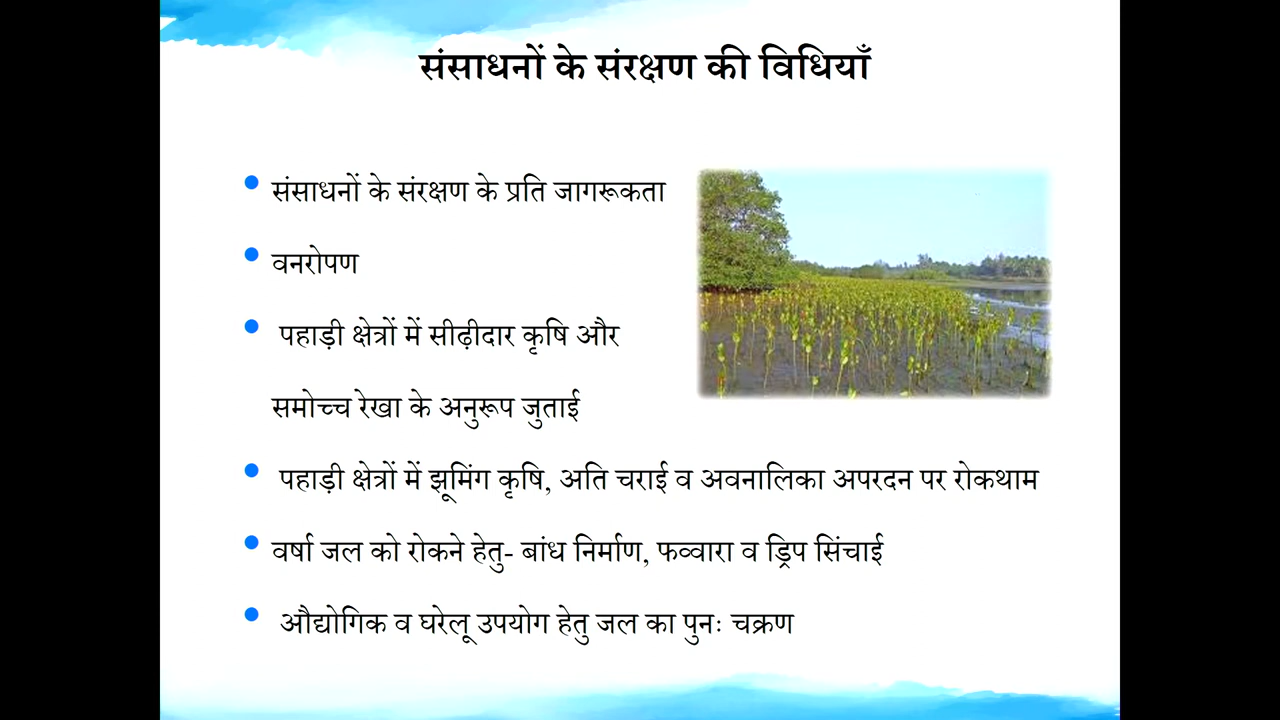 संसाधनों के संरक्षण की विधियाँ
• संसाधनों के संरक्षण के प्रति जागरूकता
• वनरोपण
• पहाड़ी क्षेत्रों में सीढ़ीदार कृषि और
समोच्च रेखा के अनुरूप जुताई
• पहाड़ी क्षेत्रों में झूमिंग कृषि, अति चराई व अवनालिका अपरदन पर रोकथाम
• वर्षा जल को रोकने हेतु- बांध निर्माण, फव्वारा व ड्रिप सिंचाई
• औद्योगिक व घरेलू उपयोग हेतु जल का पुनः चक्रण